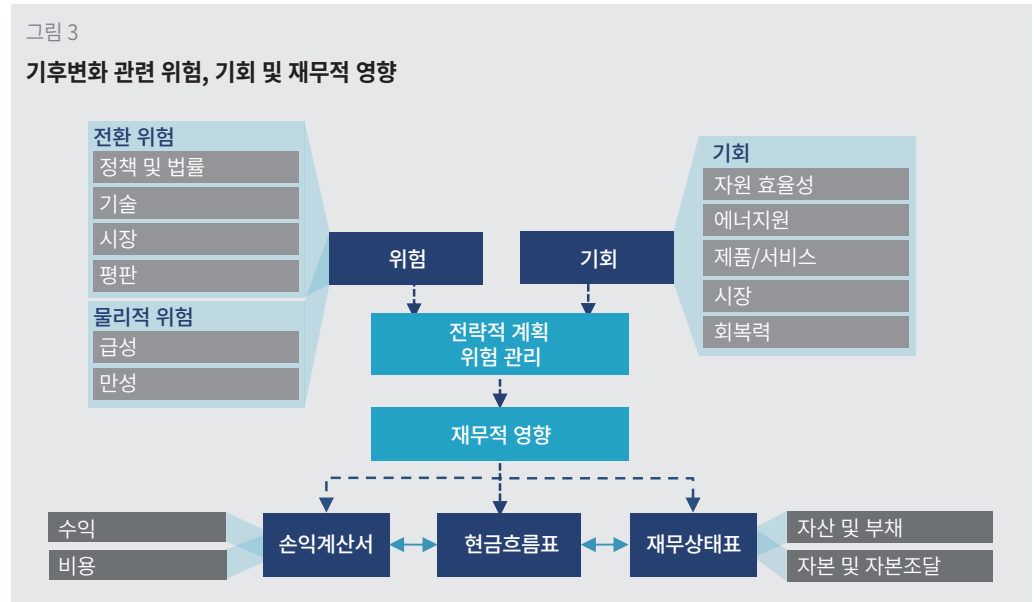 그림 3
기후변화 관련 위험, 기회 및 재무적 영향
전환 위험
정책 및 법률
기술
시장
평판
물리적 위험
급성
만성
위험
기회
기회
자원 효율성
에너지원
제품/서비스
시장
회복력
전략적 계획
위험 관리
재무적 영향
수익
비용
손익계산서
현금흐름표
재무상태표
자산 및 부채
자본 및 자본조달